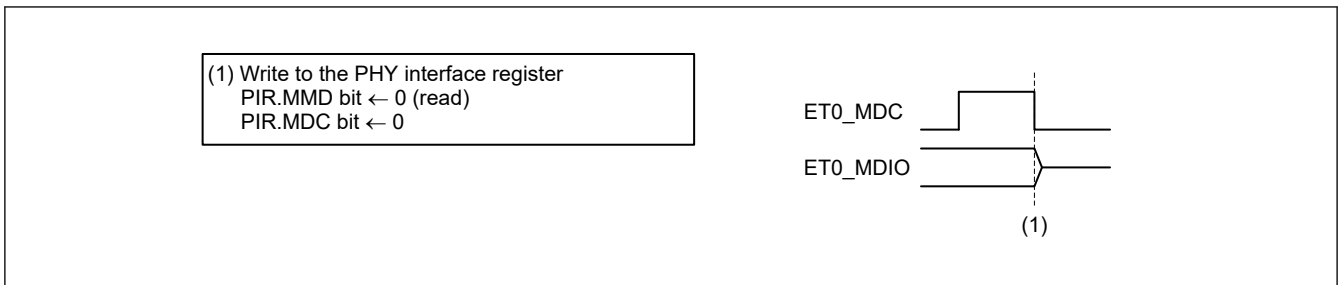 (1) Write to the PHY interface register
PIR.MMD bit ← 0 (read)
PIR.MDC bit ← 0
ET0_MDC
ET0_MDIO
(1)